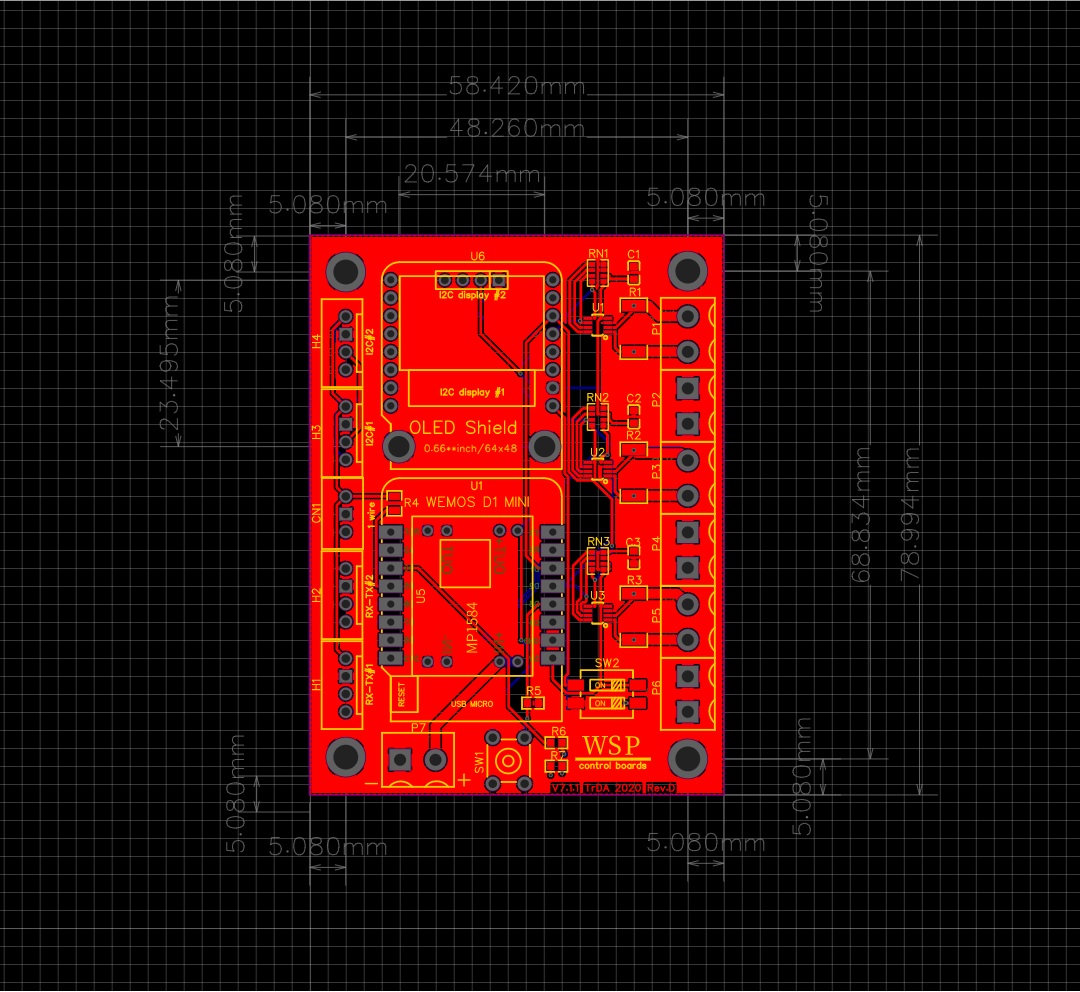 58.420mm
48.260mm
20.574mm
5.080mm
5.080mm
5.080mm
5.080mm
23.495mm
68.834mm
78.994mm
U6
I2C display #2
I2C display #1
OLED Shield
0.66**inch/64x48
RN1
C1
R1
U1
P1
P2
RN2
C2
R2
U2
P3
P4
RN3
R3
U3
P5
P6
H4
I2C#2
H3
I2C#1
CN1
1 wire
H2
RX-TX#2
H1
RX-TX#1
U1
R4
WEMOS D1 MINI
U5
MP1584
RESET
USB MICRO
R5
SW2
ON
ON
P7
SW1
R6
R7
WSP
control boards
V7.1.1 TrDA 2020 Rev.D
− +
5.080mm
5.080mm
5.080mm
5.080mm